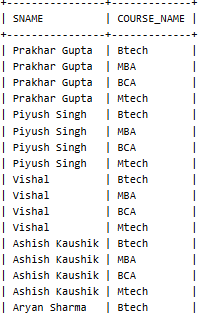 +----------------+-------------+
| SNAME | COURSE_NAME |
+----------------+-------------+
| Prakhar Gupta | Btech |
| Prakhar Gupta | MBA |
| Prakhar Gupta | BCA |
| Prakhar Gupta | Mtech |
| Piyush Singh | Btech |
| Piyush Singh | MBA |
| Piyush Singh | BCA |
| Piyush Singh | Mtech |
| Vishal | Btech |
| Vishal | MBA |
| Vishal | BCA |
| Vishal | Mtech |
| Ashish Kaushik | Btech |
| Ashish Kaushik | MBA |
| Ashish Kaushik | BCA |
| Ashish Kaushik | Mtech |
| Aryan Sharma | Btech |